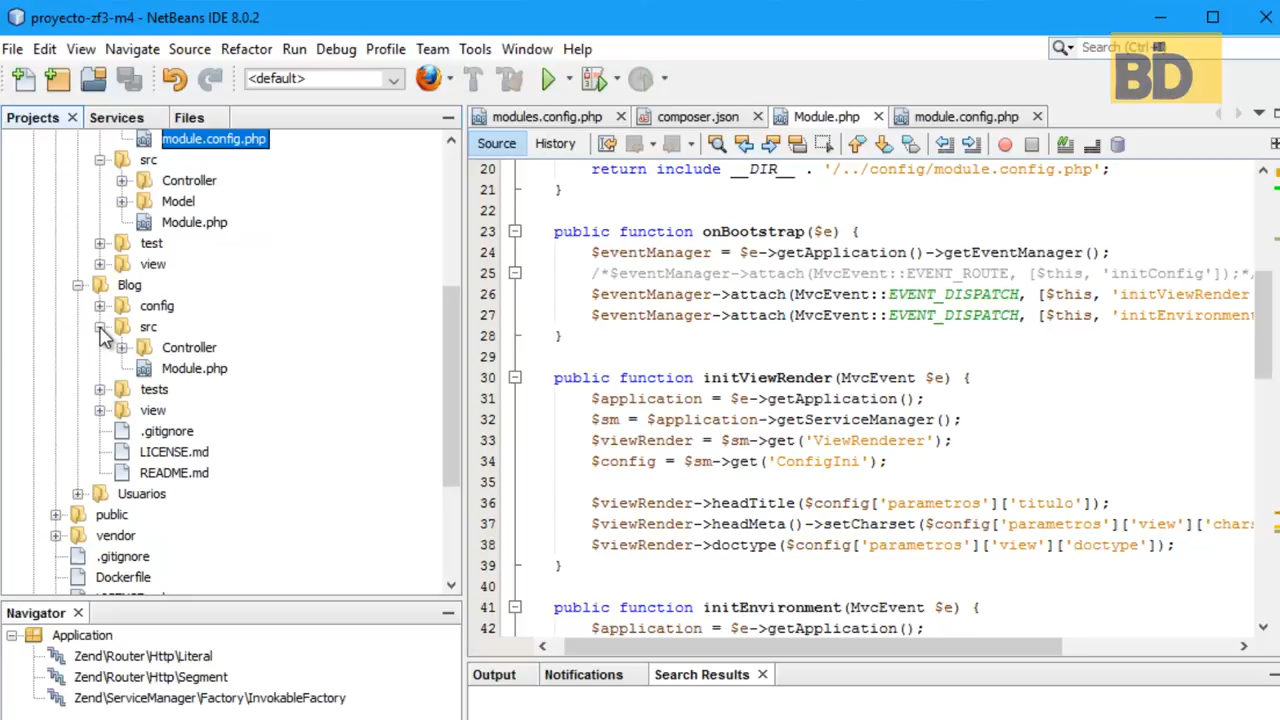 proyecto-zf3-m4 - NetBeans IDE 8.0.2
File Edit View Navigate Source Refactor Run Debug Profile Team Tools Window Help
Search (Ctrl+
BD
<default>
Projects Services Files
module.config.php
src
Controller
Model
Module.php
test
view
Blog
config
src
Controller
Module.php
tests
view
.gitignore
LICENSE.md
README.md
Usuarios
public
vendor
.gitignore
Dockerfile
Navigator
Application
Zend\Router\Http\Literal
Zend\Router\Http\Segment
Zend\ServiceManager\Factory\InvokableFactory
modules.config.php composer.json Module.php module.config.php
Source History
20 return include __DIR__ . '/../config/module.config.php';
21 }
22
23 public function onBootstrap($e) {
24 $eventManager = $e->getApplication()->getEventManager();
25 /*$eventManager->attach(MvcEvent::EVENT_ROUTE, [$this, 'initConfig']);*/
26 $eventManager->attach(MvcEvent::EVENT_DISPATCH, [$this, 'initViewRender
27 $eventManager->attach(MvcEvent::EVENT_DISPATCH, [$this, 'initEnvironment
28 }
29
30 public function initViewRender(MvcEvent $e) {
31 $application = $e->getApplication();
32 $sm = $application->getServiceManager();
33 $viewRender = $sm->get('ViewRenderer');
34 $config = $sm->get('ConfigIni');
35
36 $viewRender->headTitle($config['parametros']['titulo']);
37 $viewRender->headMeta()->setCharset($config['parametros']['view']['chars
38 $viewRender->doctype($config['parametros']['view']['doctype']);
39 }
40
41 public function initEnvironment(MvcEvent $e) {
42 $application = $e->getApplication();
Output Notifications Search Results